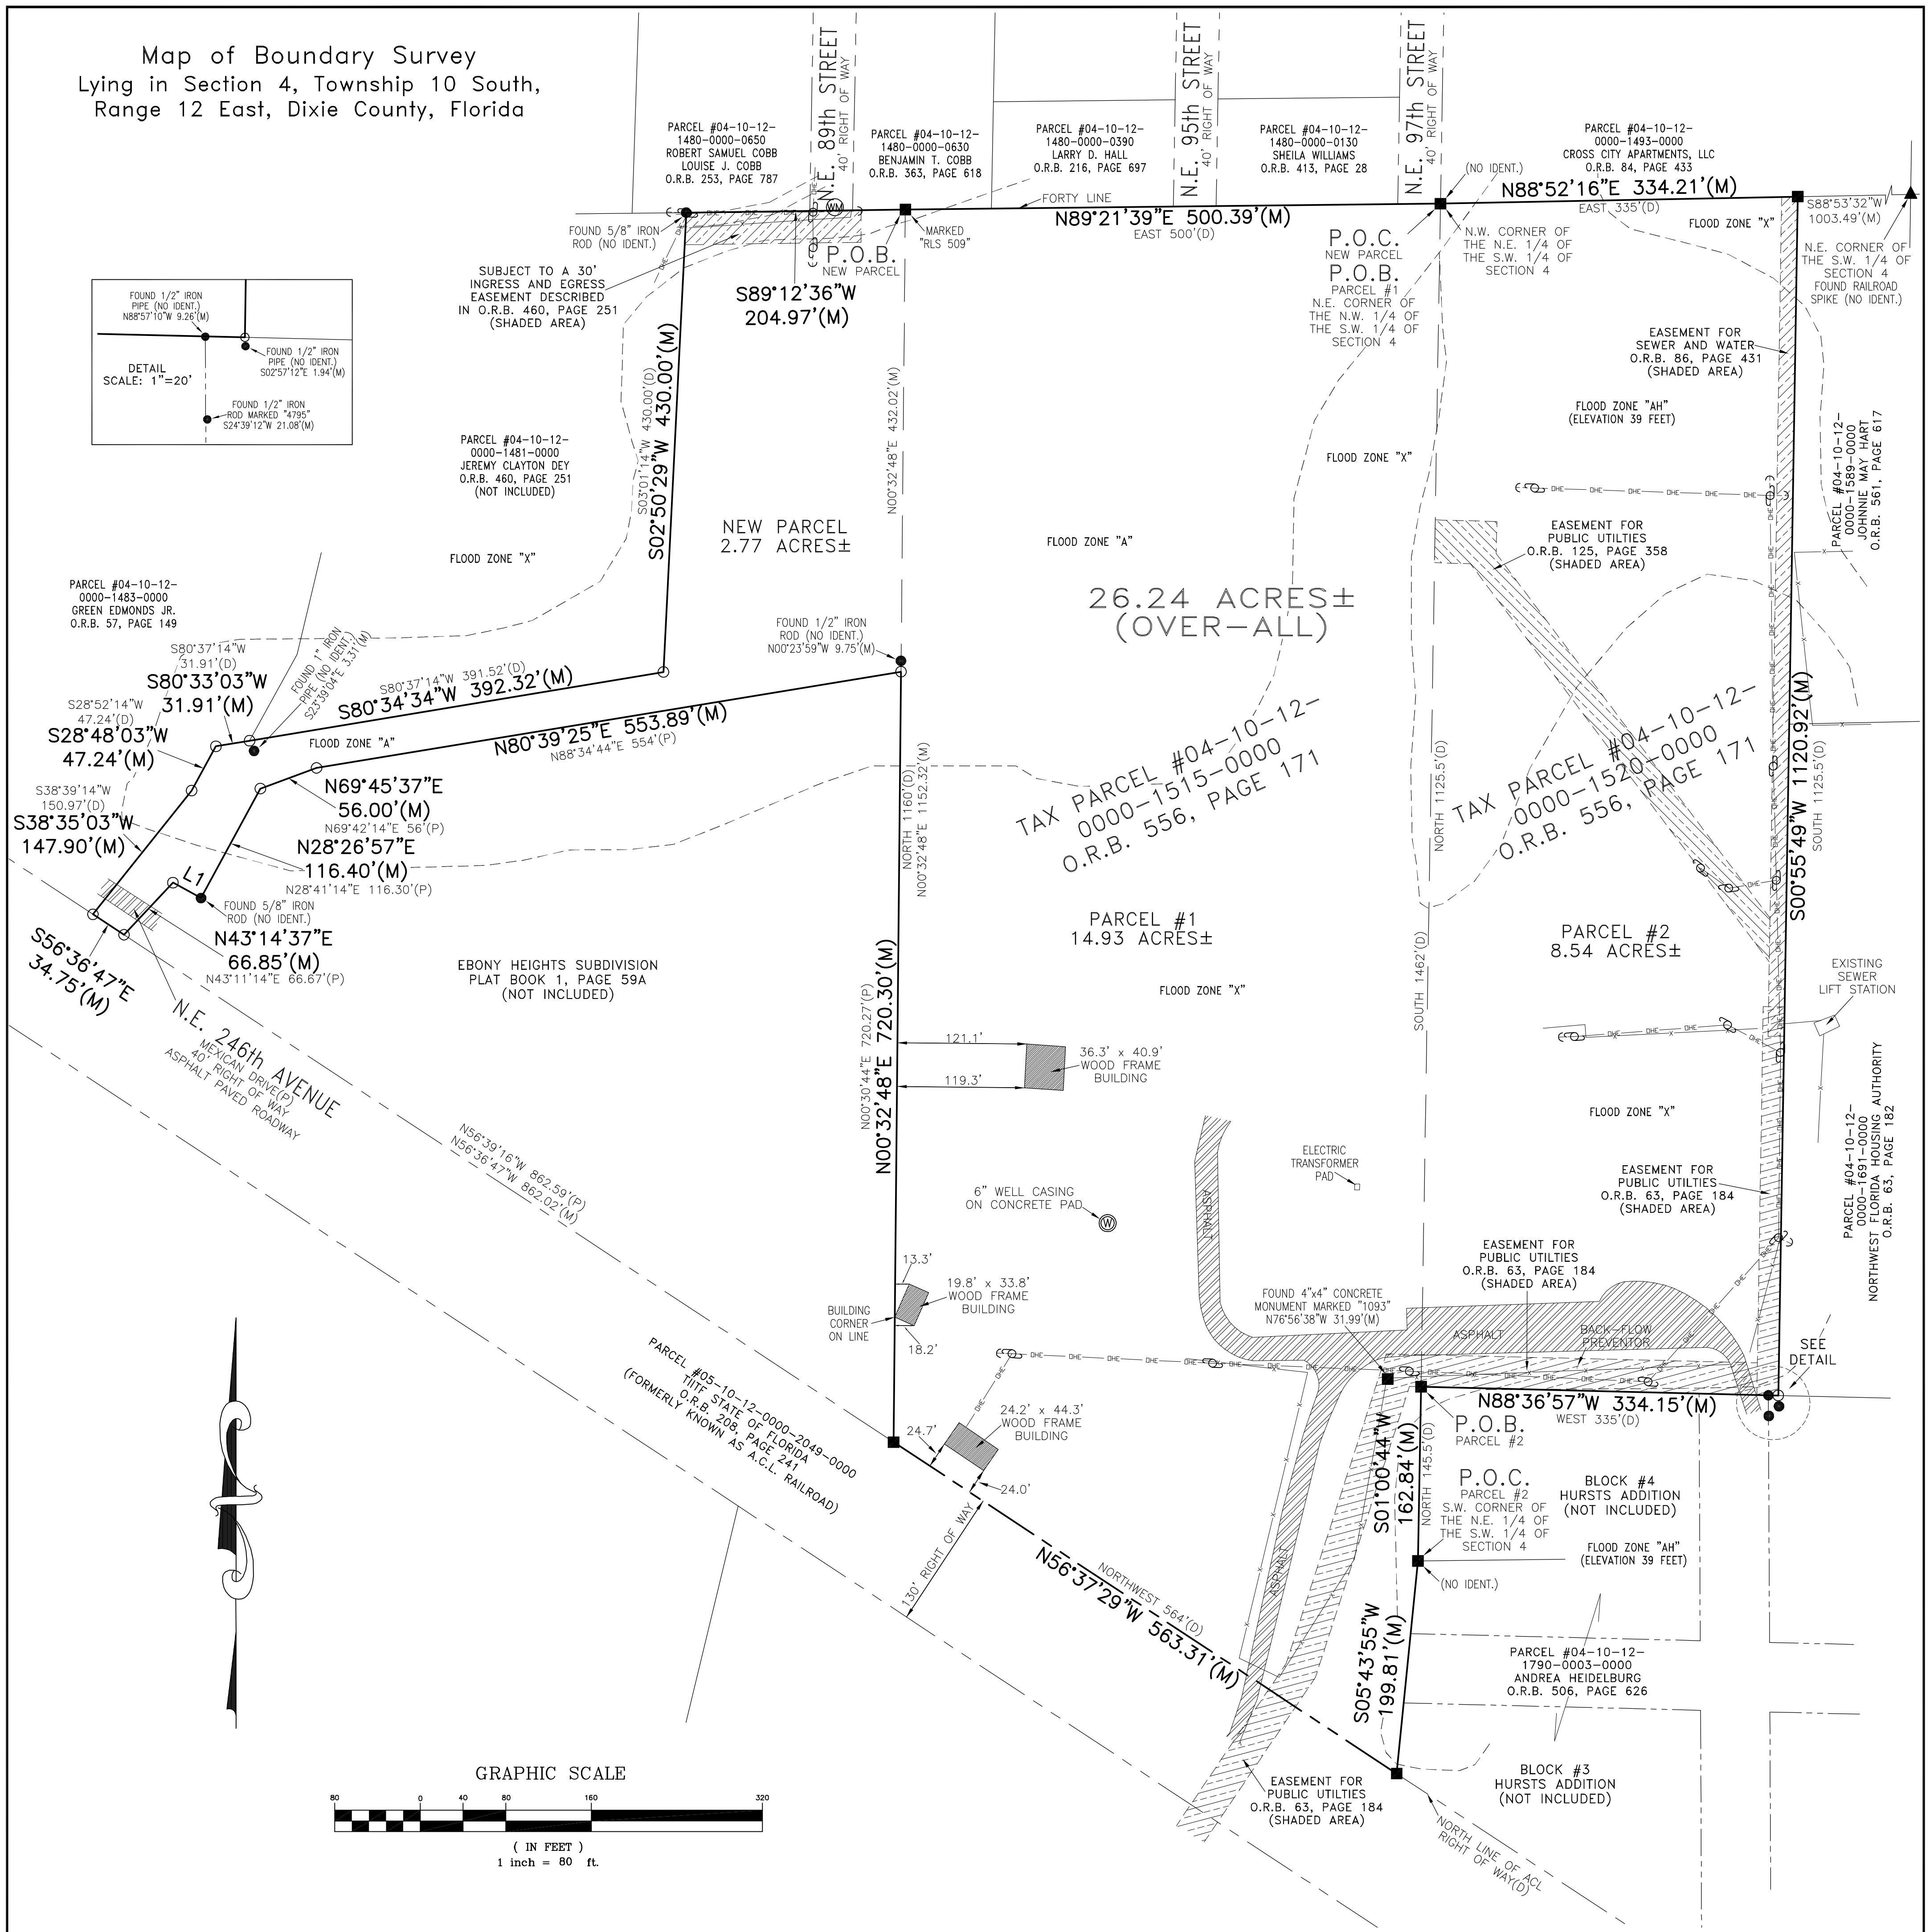 Map of Boundary Survey
Lying in Section 4, Township 10 South,
Range 12 East, Dixie County, Florida
N.E. 89th STREET
40' RIGHT OF WAY
N.E. 95th STREET
40' RIGHT OF WAY
N.E. 97th STREET
40' RIGHT OF WAY
PARCEL #04-10-12-
1480-0000-0650
ROBERT SAMUEL COBB
LOUISE J. COBB
O.R.B. 253, PAGE 787
PARCEL #04-10-12-
1480-0000-0630
BENJAMIN T. COBB
O.R.B. 363, PAGE 618
PARCEL #04-10-12-
1480-0000-0390
LARRY D. HALL
O.R.B. 216, PAGE 697
PARCEL #04-10-12-
1480-0000-0130
SHEILA WILLIAMS
O.R.B. 413, PAGE 28
PARCEL #04-10-12-
0000-1493-0000
CROSS CITY APARTMENTS, LLC
O.R.B. 84, PAGE 433
(NO IDENT.)
FORTY LINE
N88°52'16"E 334.21'(M)
EAST 335'(D)
N89°21'39"E 500.39'(M)
EAST 500'(D)
S88°53'32"W
1003.49'(M)
FLOOD ZONE "X"
N.E. CORNER OF
THE S.W. 1/4 OF
SECTION 4
FOUND RAILROAD
SPIKE (NO IDENT.)
FOUND 5/8" IRON
ROD (NO IDENT.)
WM
OHE OHE OHE
MARKED
"RLS 509"
P.O.B.
NEW PARCEL
S89°12'36"W
204.97'(M)
SUBJECT TO A 30'
INGRESS AND EGRESS
EASEMENT DESCRIBED
IN O.R.B. 460, PAGE 251
(SHADED AREA)
P.O.C.
NEW PARCEL
P.O.B.
PARCEL #1
N.E. CORNER OF
THE N.W. 1/4 OF
THE S.W. 1/4 OF
SECTION 4
N.W. CORNER OF
THE N.E. 1/4 OF
THE S.W. 1/4 OF
SECTION 4
FOUND 1/2" IRON
PIPE (NO IDENT.)
N88°57'10"W 9.26'(M)
FOUND 1/2" IRON
PIPE (NO IDENT.)
S02°57'12"E 1.94'(M)
DETAIL
SCALE: 1"=20'
FOUND 1/2" IRON
ROD MARKED "4795"
S24°39'12"W 21.08'(M)
EASEMENT FOR
SEWER AND WATER
O.R.B. 86, PAGE 431
(SHADED AREA)
FLOOD ZONE "AH"
(ELEVATION 39 FEET)
PARCEL #04-10-12-
0000-1589-0000
JOHNNIE MAY HART
O.R.B. 561, PAGE 617
S03°01'14"W 430.00'(D)
S02°50'29"W 430.00'(M)
N00°32'48"E 432.02'(M)
PARCEL #04-10-12-
0000-1481-0000
JEREMY CLAYTON DEY
O.R.B. 460, PAGE 251
(NOT INCLUDED)
FLOOD ZONE "X"
OHE OHE OHE OHE OHE
NEW PARCEL
2.77 ACRES±
FLOOD ZONE "X"
FLOOD ZONE "A"
EASEMENT FOR
PUBLIC UTILTIES
O.R.B. 125, PAGE 358
(SHADED AREA)
26.24 ACRES±
(OVER-ALL)
PARCEL #04-10-12-
0000-1483-0000
GREEN EDMONDS JR.
O.R.B. 57, PAGE 149
FOUND 1" IRON
PIPE (NO IDENT.)
S23°39'04"E 3.31'(M)
FOUND 1/2" IRON
ROD (NO IDENT.)
N00°23'59"W 9.75'(M)
S80°37'14"W
31.91'(D)
S80°33'03"W
31.91'(M)
S80°37'14"W 391.52'(D)
S80°34'34"W 392.32'(M)
S28°52'14"W
47.24'(D)
S28°48'03"W
47.24'(M)
FLOOD ZONE "A"
N80°39'25"E 553.89'(M)
N88°34'44"E 554'(P)
N69°45'37"E
56.00'(M)
N69°42'14"E 56'(P)
S38°39'14"W
150.97'(D)
S38°35'03"W
147.90'(M)
N28°26'57"E
116.40'(M)
N28°41'14"E 116.30'(P)
L1
FOUND 5/8" IRON
ROD (NO IDENT.)
N43°14'37"E
66.85'(M)
N43°11'14"E 66.67'(P)
S56°36'47"E
34.75'(M)
TAX PARCEL #04-10-12-
0000-1515-0000
O.R.B. 556, PAGE 171
TAX PARCEL #04-10-12-
0000-1520-0000
O.R.B. 556, PAGE 171
NORTH 1160'(D)
N00°32'48"E 1152.32'(M)
NORTH 1125.5'(D)
SOUTH 1462'(D)
S00°55'49"W 1120.92'(M)
SOUTH 1125.5'(D)
PARCEL #1
14.93 ACRES±
PARCEL #2
8.54 ACRES±
FLOOD ZONE "X"
EXISTING
SEWER
LIFT STATION
EBONY HEIGHTS SUBDIVISION
PLAT BOOK 1, PAGE 59A
(NOT INCLUDED)
N.E. 246th AVENUE
MEXICAN DRIVE(P)
40' RIGHT OF WAY
ASPHALT PAVED ROADWAY
N56°39'16"W 862.59'(P)
N56°36'47"W 862.02'(M)
N00°30'44"E 720.27'(P)
N00°32'48"E 720.30'(M)
121.1'
119.3'
36.3' x 40.9'
WOOD FRAME
BUILDING
OHE OHE OHE
FLOOD ZONE "X"
PARCEL #04-10-12-
0000-1691-0000
NORTHWEST FLORIDA HOUSING AUTHORITY
O.R.B. 63, PAGE 182
ELECTRIC
TRANSFORMER
PAD
6" WELL CASING
ON CONCRETE PAD
W
ASPHALT
EASEMENT FOR
PUBLIC UTILTIES
O.R.B. 63, PAGE 184
(SHADED AREA)
EASEMENT FOR
PUBLIC UTILTIES
O.R.B. 63, PAGE 184
(SHADED AREA)
13.3'
19.8' x 33.8'
WOOD FRAME
BUILDING
BUILDING
CORNER
ON LINE
18.2'
FOUND 4"x4" CONCRETE
MONUMENT MARKED "1093"
N76°56'38"W 31.99'(M)
ASPHALT
BACK-FLOW
PREVENTOR
SEE
DETAIL
OHE OHE OHE OHE OHE OHE
N88°36'57"W 334.15'(M)
WEST 335'(D)
P.O.B.
PARCEL #2
PARCEL #05-10-12-0000-2049-0000
TIITF STATE OF FLORIDA
O.R.B. 208, PAGE 241
(FORMERLY KNOWN AS A.C.L. RAILROAD)
24.7'
24.2' x 44.3'
WOOD FRAME
BUILDING
24.0'
130' RIGHT OF WAY
S01°00'44"W
162.84'(M)
NORTH 145.5'(D)
P.O.C.
PARCEL #2
S.W. CORNER OF
THE N.E. 1/4 OF
THE S.W. 1/4 OF
SECTION 4
BLOCK #4
HURSTS ADDITION
(NOT INCLUDED)
FLOOD ZONE "AH"
(ELEVATION 39 FEET)
(NO IDENT.)
ASPHALT
NORTHWEST 564'(D)
N56°37'29"W 563.31'(M)
S05°43'55"W
199.81'(M)
PARCEL #04-10-12-
1790-0003-0000
ANDREA HEIDELBURG
O.R.B. 506, PAGE 626
BLOCK #3
HURSTS ADDITION
(NOT INCLUDED)
EASEMENT FOR
PUBLIC UTILTIES
O.R.B. 63, PAGE 184
(SHADED AREA)
NORTH LINE OF ACL
RIGHT OF WAY(D)
GRAPHIC SCALE
80 0 40 80 160 320
( IN FEET )
1 inch = 80 ft.